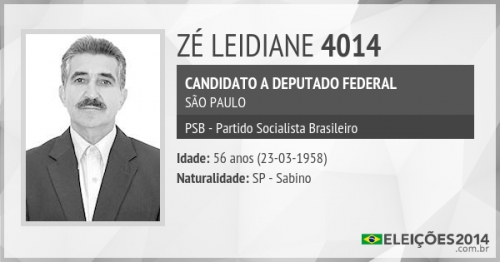 ZÉ LEIDIANE 4014
CANDIDATO A DEPUTADO FEDERAL
SÃO PAULO
PSB - Partido Socialista Brasileiro
Idade: 56 anos (23-03-1958)
Naturalidade: SP - Sabino
ELEIÇÕES2014
.com.br